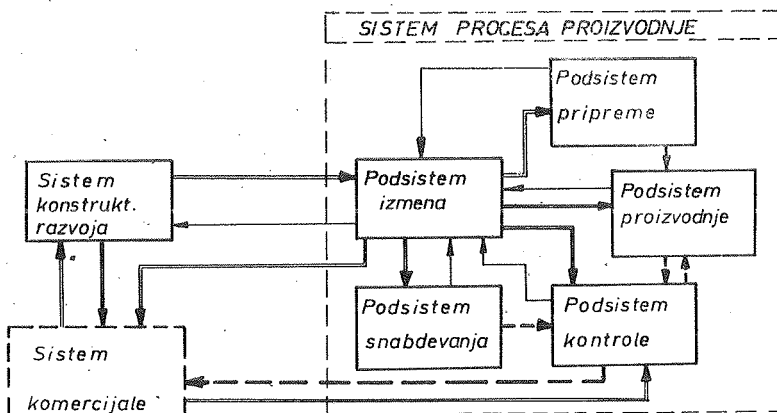 SISTEM PROCESA PROIZVODNJE
Podsistem
pripreme
Sistem
konstrukt.
razvoja
Podsistem
izmena
Podsistem
proizvodnje
Podsistem
snabdevanja
Podsistem
kontrole
Sistem
komercijale